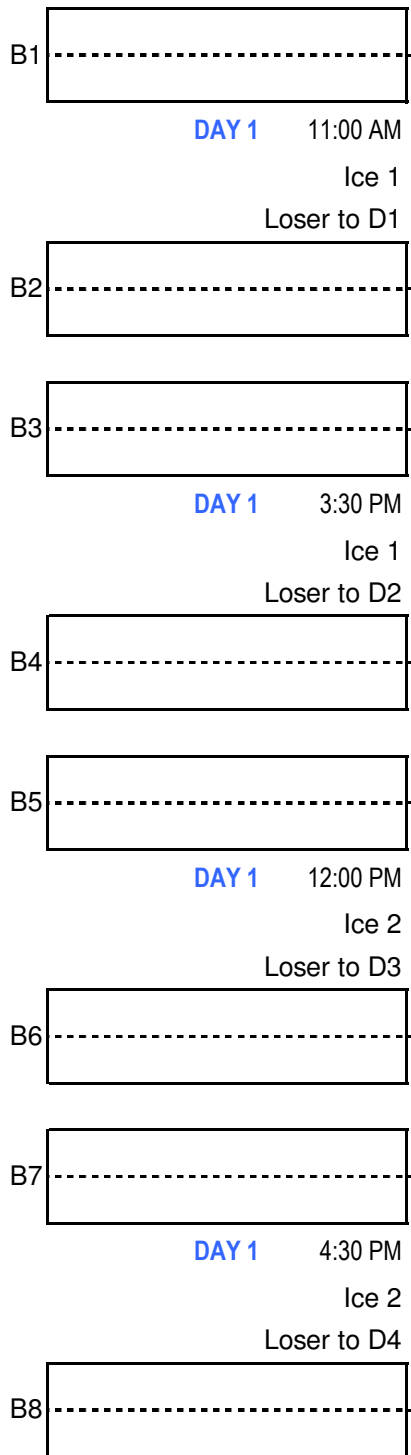 B1
DAY 1 11:00 AM
Ice 1
Loser to D1
B2
B3
DAY 1 3:30 PM
Ice 1
Loser to D2
B4
B5
DAY 1 12:00 PM
Ice 2
Loser to D3
B6
B7
DAY 1 4:30 PM
Ice 2
Loser to D4
B8